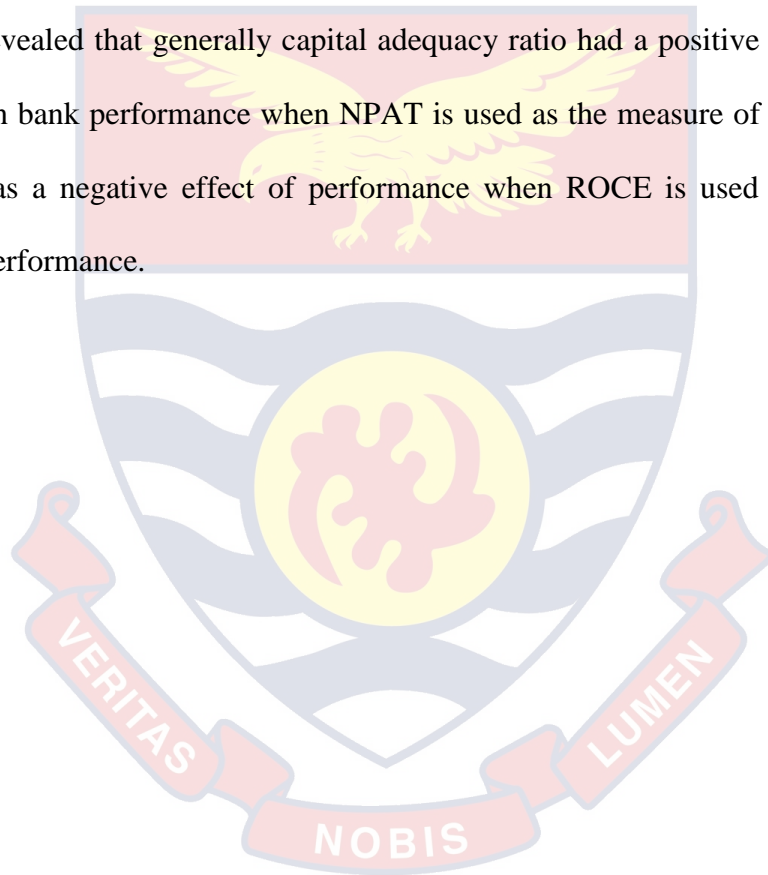 vealed that generally capital adequacy ratio had a positive
bank performance when NPAT is used as the measure of
as a negative effect of performance when ROCE is used
erformance.
VERITAS
NOBIS
LUMEN